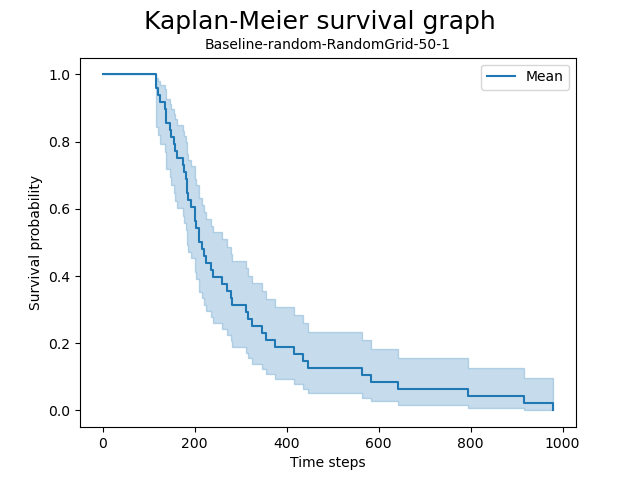 Kaplan-Meier survival graph
Baseline-random-RandomGrid-50-1
Mean
Survival probability
1.0
0.8
0.6
0.4
0.2
0.0
0 200 400 600 800 1000
Time steps